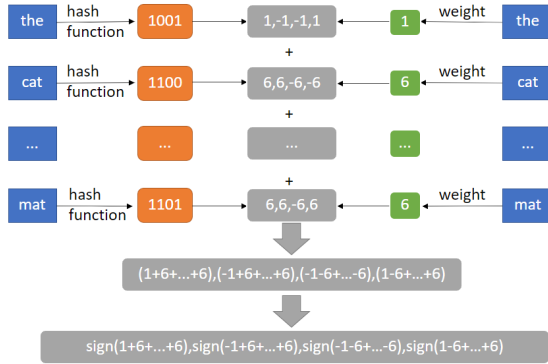 the hash function 1001 1,-1,-1,1 1 weight the
+
cat hash function 1100 6,6,-6,-6 6 weight cat
+
... ... ... ... ...
+
mat hash function 1101 6,6,-6,6 6 weight mat
(1+6+...+6),(-1+6+...+6),(-1-6+...-6),(1-6+...+6)
sign(1+6+...+6),sign(-1+6+...+6),sign(-1-6+...-6),sign(1-6+...+6)